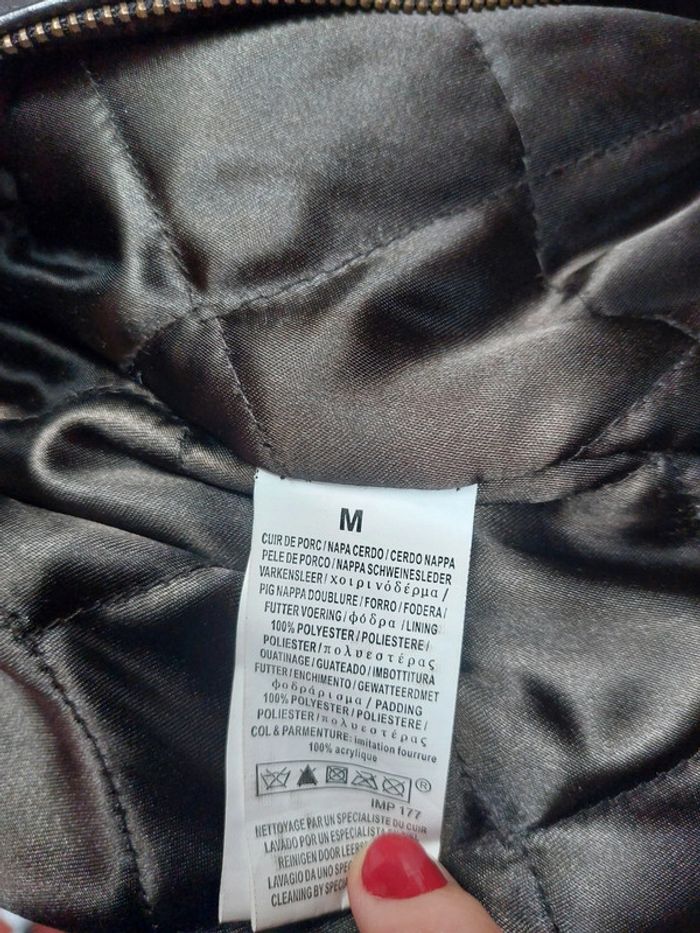 M
CUIR DE PORC / NAPA CERDO / CERDO NAPPA
PELE DE PORCO / NAPPA SCHWEINESLEDER
VARKENSLEER / χοιρινόδερμα /
PIG NAPPA DOUBLURE / FORRO / FODERA /
FUTTER VOERING / φόδρα / LINING
100% POLYESTER / POLIESTERE /
POLIESTER / πολυεστέρας
OUATINAGE / GUATEADO / IMBOTTITURA
FUTTER / ENCHIMENTO / GEWATTEERDMET
φοδράρισμα / PADDING
100% POLYESTER / POLIESTERE /
POLIESTER / πολυεστέρας
COL & PARMENTURE: imitation fourrure
100% acrylique
®
IMP 177
NETTOYAGE PAR UN SPECIALISTE DU CUIR
LAVADO POR UN ESPECIALISTA
REINIGEN DOOR
LAVAGIO DA UNO
CLEANING BY